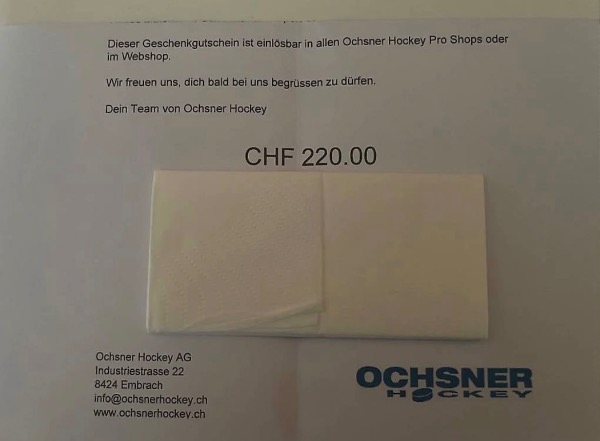 Dieser Geschenkgutschein ist einlösbar in allen Ochsner Hockey Pro Shops oder
im Webshop.
Wir freuen uns, dich bald bei uns begrüssen zu dürfen.
Dein Team von Ochsner Hockey
CHF 220.00
Ochsner Hockey AG
Industriestrasse 22
8424 Embrach
info@ochsnerhockey.ch
www.ochsnerhockey.ch
OCHSNER
HOCKEY